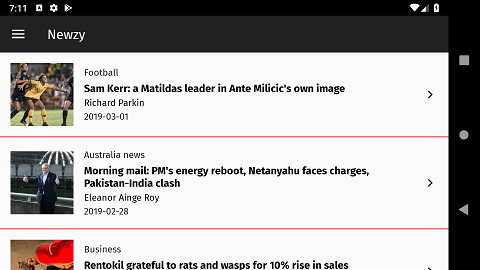 7:11
Newzy
Football
Sam Kerr: a Matildas leader in Ante Milicic's own image
Richard Parkin
2019-03-01
Australia news
Morning mail: PM's energy reboot, Netanyahu faces charges,
Pakistan-India clash
Eleanor Ainge Roy
2019-02-28
Business
Rentokil grateful to rats and wasps for 10% rise in sales